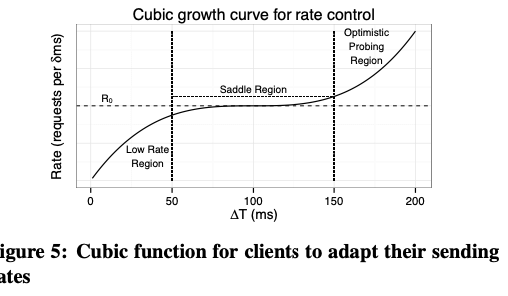 Cubic growth curve for rate control
Rate (requests per δms)
Optimistic
Probing
Region
Saddle Region
R₀
Low Rate
Region
0 50 100 150 200
ΔT (ms)
igure 5: Cubic function for clients to adapt their sending
ates